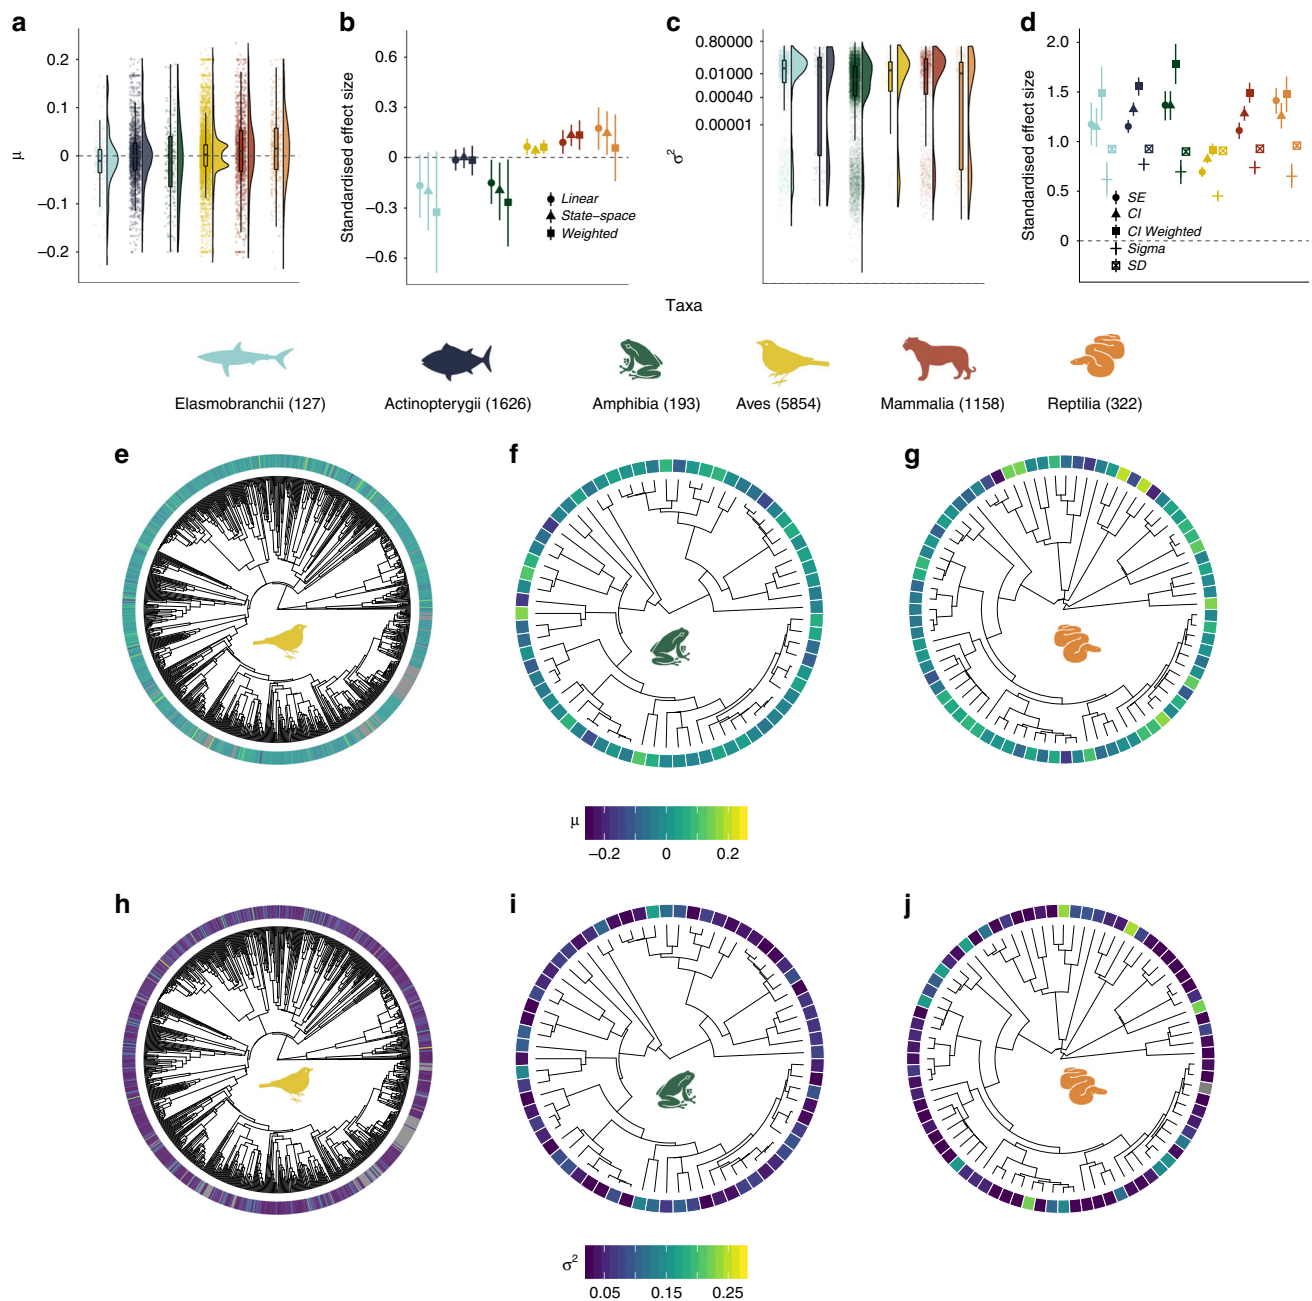 a
μ
0.2
0.1
0
−0.1
−0.2
b
Standardised effect size
0.6
0.3
0
−0.3
−0.6
Linear
State−space
Weighted
c
σ²
0.80000
0.01000
0.00040
0.00001
d
Standardised effect size
2.0
1.5
1.0
0.5
0
SE
CI
CI Weighted
Sigma
SD
Taxa
Elasmobranchii (127)
Actinopterygii (1626)
Amphibia (193)
Aves (5854)
Mammalia (1158)
Reptilia (322)
e
f
g
μ
−0.2 0 0.2
h
i
j
σ²
0.05 0.15 0.25